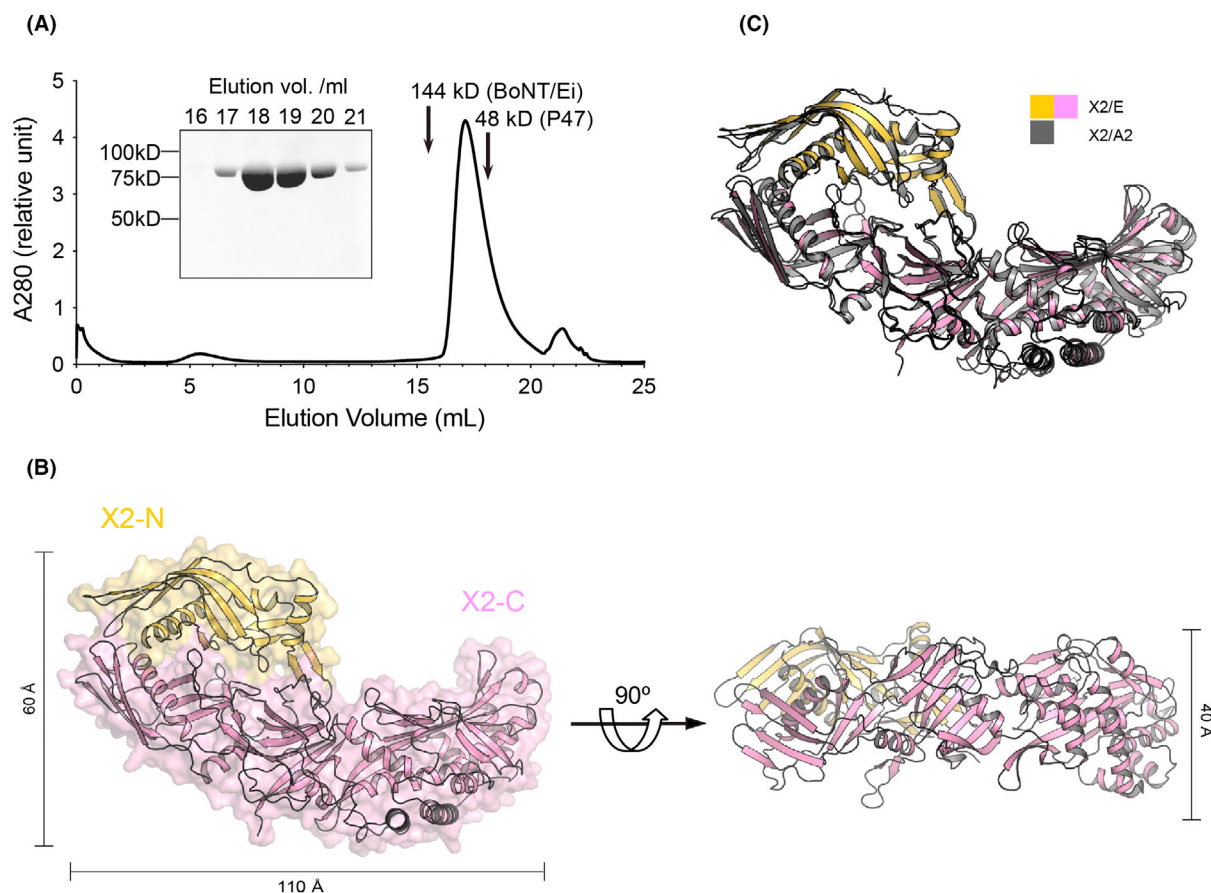 (A)
Elution vol. /ml
16 17 18 19 20 21
100kD
75kD
50kD
144 kD (BoNT/Ei)
48 kD (P47)
5
4
3
2
1
0
A280 (relative unit)
0 5 10 15 20 25
Elution Volume (mL)
(C)
X2/E
X2/A2
(B)
X2-N
X2-C
60 Å
110 Å
90º
40 Å